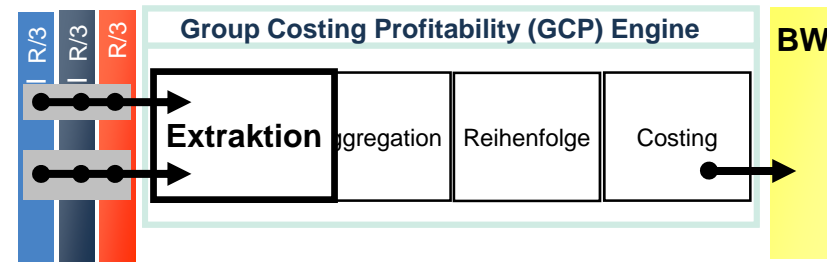 R/3
R/3
R/3
Group Costing Profitability (GCP) Engine
BW
Extraktion
ggregation
Reihenfolge
Costing